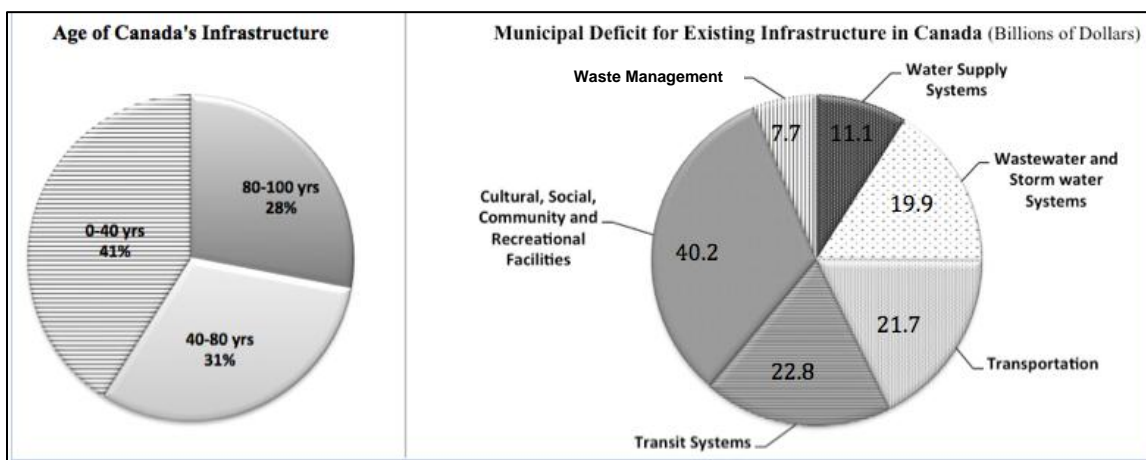 Age of Canada's Infrastructure
80-100 yrs
28%
0-40 yrs
41%
40-80 yrs
31%
Municipal Deficit for Existing Infrastructure in Canada (Billions of Dollars)
Waste Management
Water Supply
Systems
7.7
11.1
Wastewater and
Storm water
Systems
19.9
Cultural, Social,
Community and
Recreational
Facilities
40.2
21.7
Transportation
22.8
Transit Systems